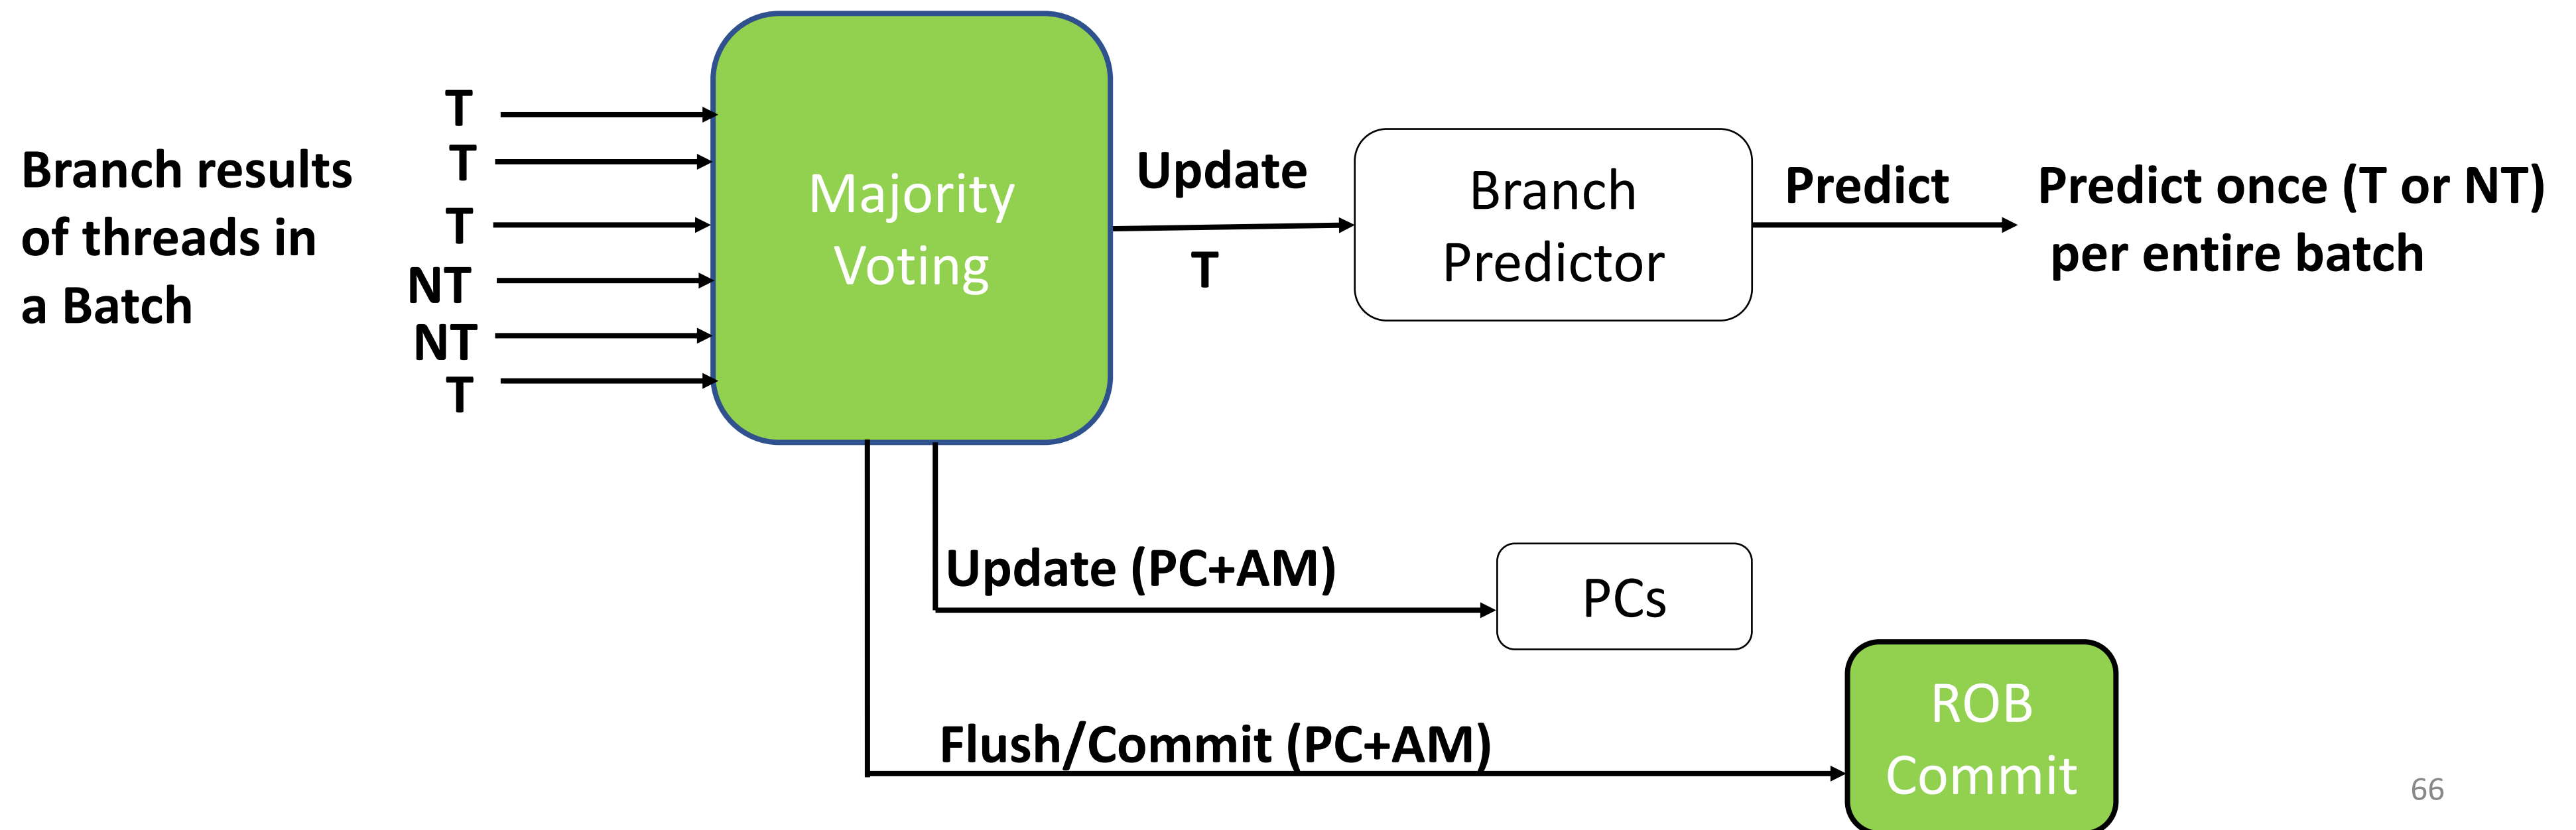 Branch results
of threads in
a Batch
T
T
T
NT
NT
T
Majority
Voting
Update
T
Branch
Predictor
Predict
Predict once (T or NT)
per entire batch
Update (PC+AM)
PCs
Flush/Commit (PC+AM)
ROB
Commit
66